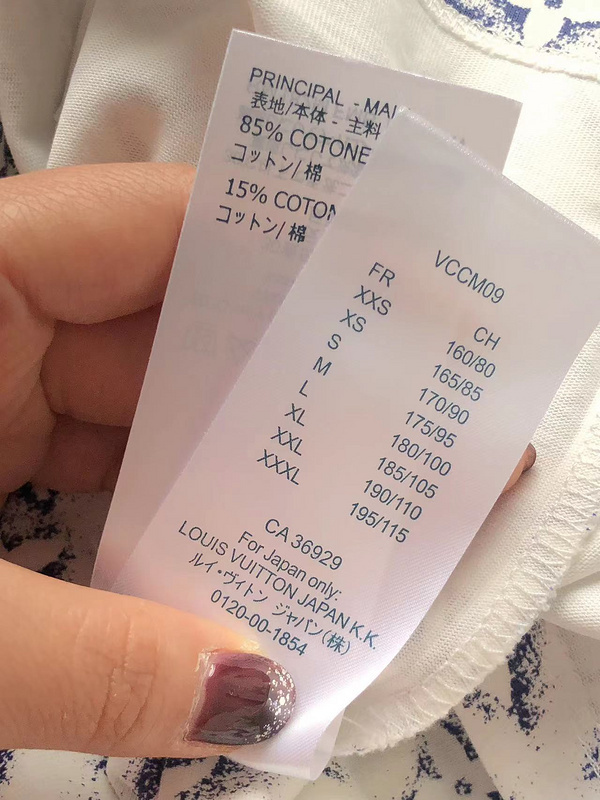 PRINCIPAL - MAI
表地/本体 - 主料
85% COTONE
コットン/ 棉
15% COTON
コットン/ 棉
VCCM09
FR CH
XXS 160/80
XS 165/85
S 170/90
M 175/95
L 180/100
XL 185/105
XXL 190/110
XXXL 195/115
CA 36929
For Japan only:
LOUIS VUITTON JAPAN K.K.
ルイ・ヴィトン ジャパン(株)
0120-00-1854